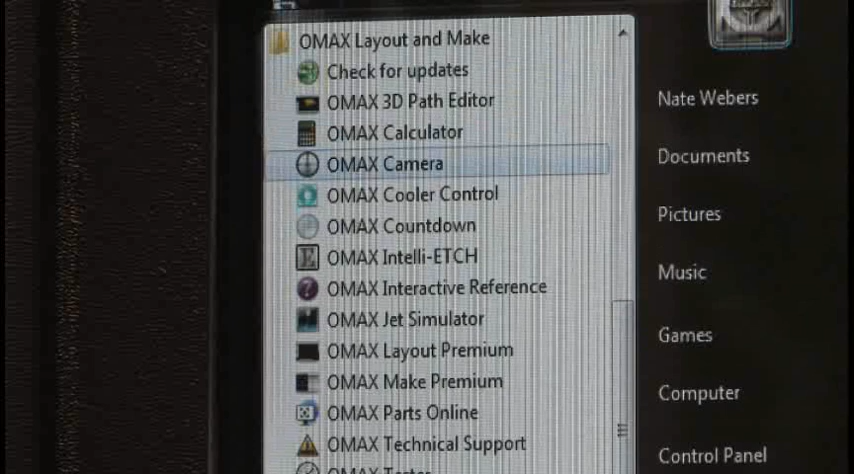 OMAX Layout and Make
Check for updates
OMAX 3D Path Editor
OMAX Calculator
OMAX Camera
OMAX Cooler Control
OMAX Countdown
OMAX Intelli-ETCH
OMAX Interactive Reference
OMAX Jet Simulator
OMAX Layout Premium
OMAX Make Premium
OMAX Parts Online
OMAX Technical Support
OMAX
Nate Webers
Documents
Pictures
Music
Games
Computer
Control Panel